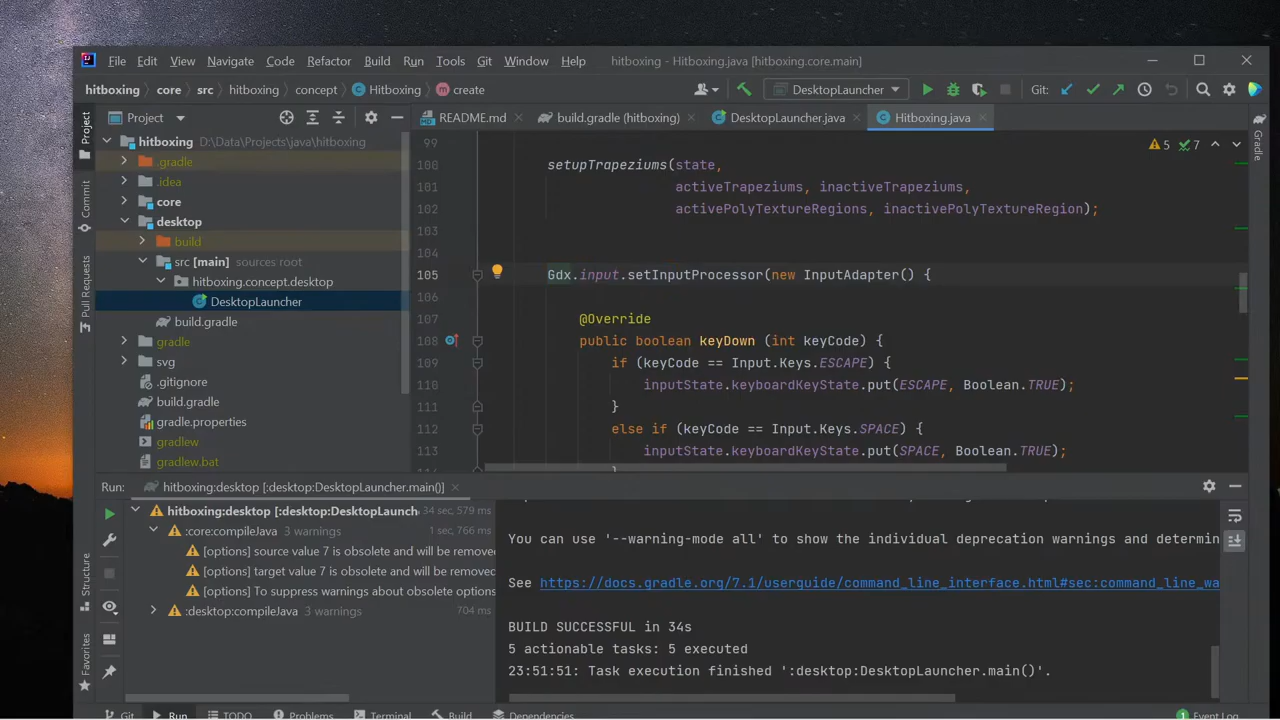 File Edit View Navigate Code Refactor Build Run Tools Git Window Help hitboxing - Hitboxing.java [hitboxing.core.main]
hitboxing core src hitboxing concept Hitboxing create DesktopLauncher Git:
Project README.md build.gradle (hitboxing) DesktopLauncher.java Hitboxing.java
Project
Commit
Pull Requests
Structure
Favorites
Gradle
hitboxing D:\Data\Projects\java\hitboxing
.gradle
.idea
core
desktop
build
src [main] sources root
hitboxing.concept.desktop
DesktopLauncher
build.gradle
gradle
svg
.gitignore
build.gradle
gradle.properties
gradlew
gradlew.bat
5 7
99
100 setupTrapeziums(state,
101 activeTrapeziums, inactiveTrapeziums,
102 activePolyTextureRegions, inactivePolyTextureRegion);
103
104
105 Gdx.input.setInputProcessor(new InputAdapter() {
106
107 @Override
108 public boolean keyDown (int keyCode) {
109 if (keyCode == Input.Keys.ESCAPE) {
110 inputState.keyboardKeyState.put(ESCAPE, Boolean.TRUE);
111 }
112 else if (keyCode == Input.Keys.SPACE) {
113 inputState.keyboardKeyState.put(SPACE, Boolean.TRUE);
Run: hitboxing:desktop [:desktop:DesktopLauncher.main()]
hitboxing:desktop [:desktop:DesktopLaunch 34 sec, 579 ms
:core:compileJava 3 warnings 1 sec, 766 ms
[options] source value 7 is obsolete and will be remove
[options] target value 7 is obsolete and will be removed
[options] To suppress warnings about obsolete options
:desktop:compileJava 3 warnings 704 ms
You can use '--warning-mode all' to show the individual deprecation warnings and determin
See https://docs.gradle.org/7.1/userguide/command_line_interface.html#sec:command_line_wa
BUILD SUCCESSFUL in 34s
5 actionable tasks: 5 executed
23:51:51: Task execution finished ':desktop:DesktopLauncher.main()'.
Git Run TODO Problems Terminal Build Dependencies 1 Event Log